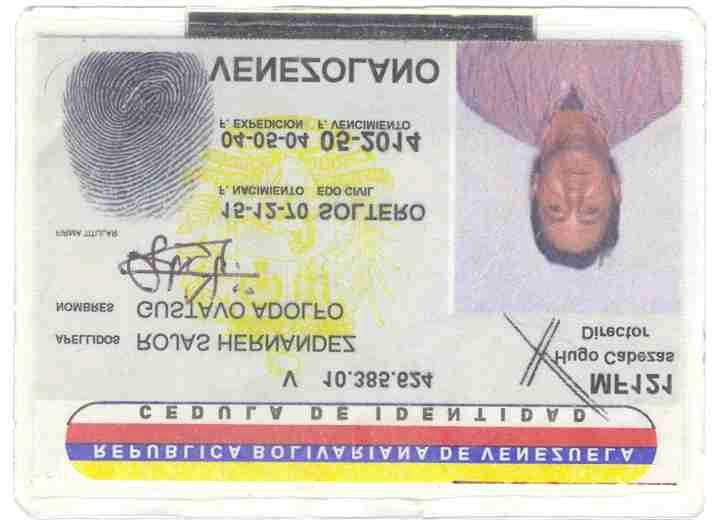 REPUBLICA BOLIVARIANA DE VENEZUELA
CEDULA DE IDENTIDAD
V 10.385.624
MF121
Hugo Cabezas
Director
APELLIDOS ROJAS HERNANDEZ
NOMBRES GUSTAVO ADOLFO
FIRMA TITULAR
15-12-70 SOLTERO
F. NACIMIENTO EDO CIVIL
04-05-04 05-2014
F. EXPEDICION F. VENCIMIENTO
VENEZOLANO